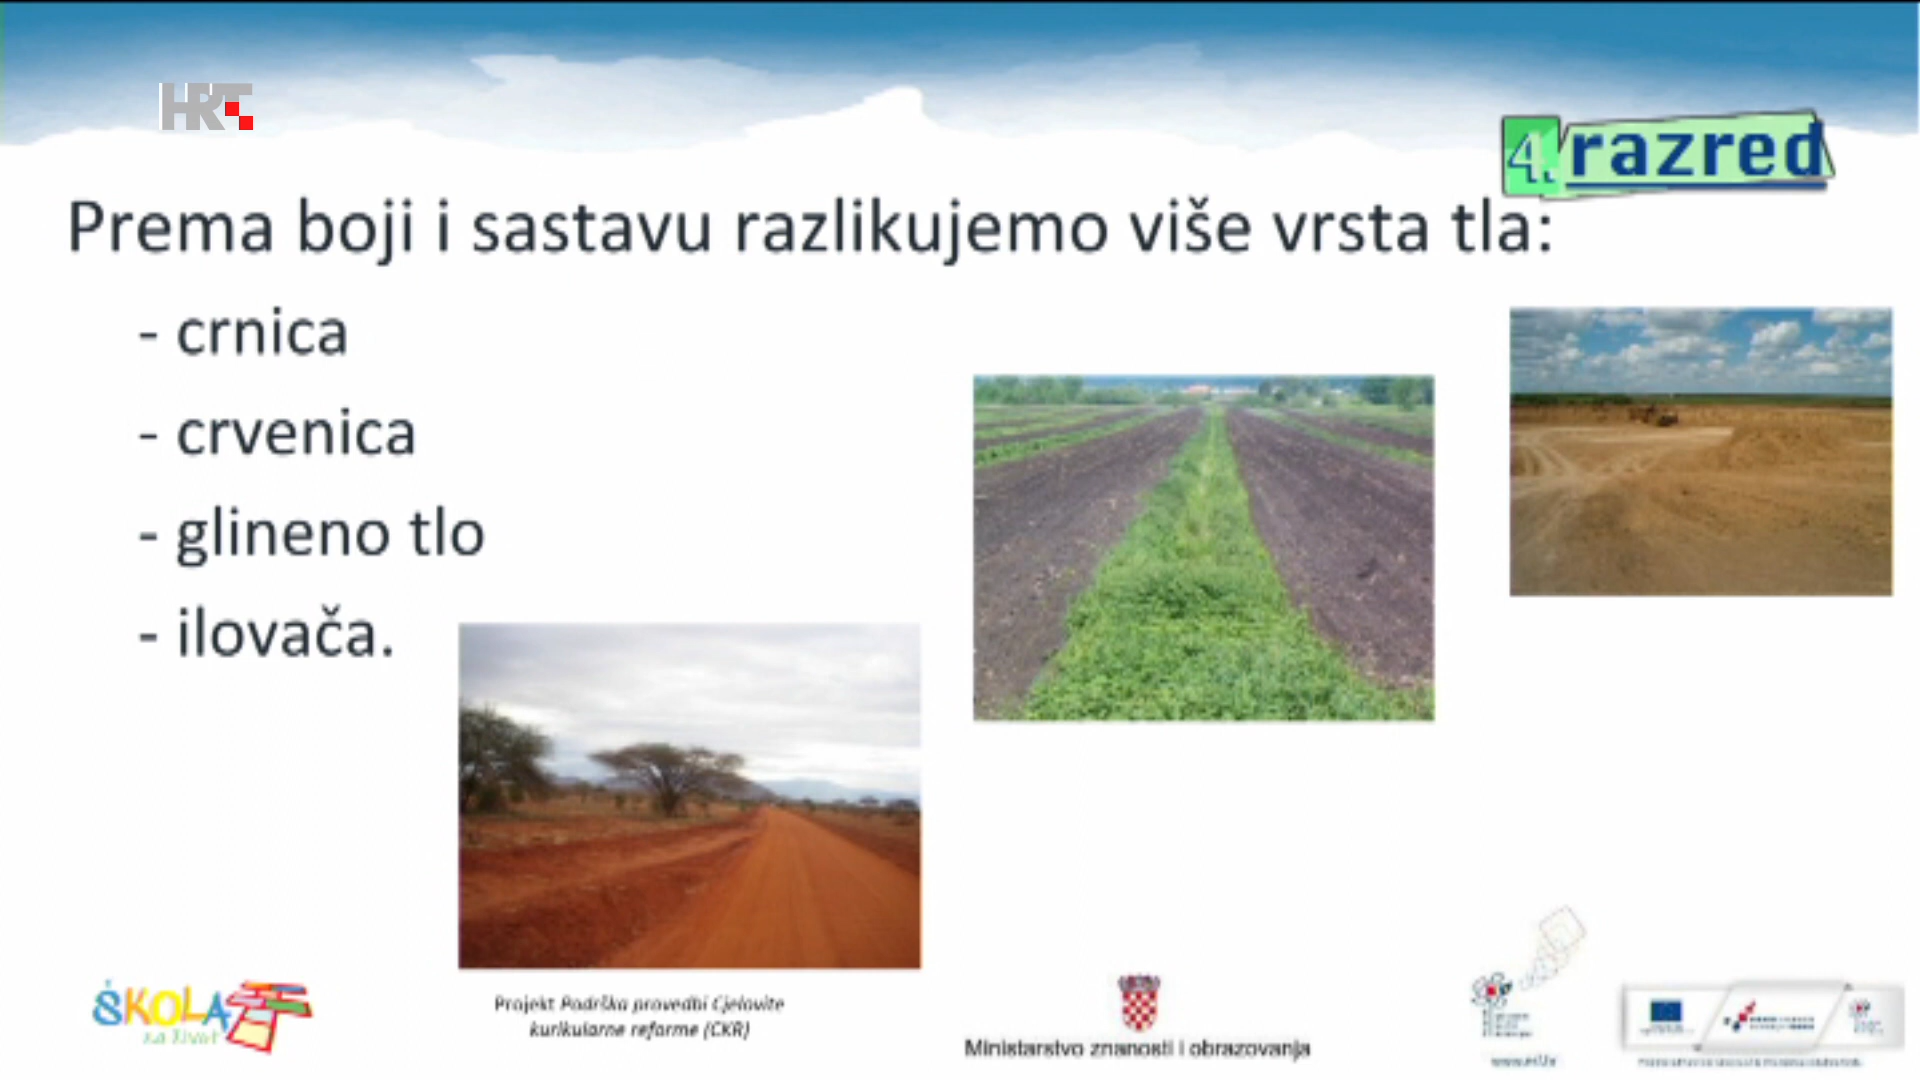 HRT
4. razred
Prema boji i sastavu razlikujemo više vrsta tla:
- crnica
- crvenica
- glineno tlo
- ilovača.
ŠKOLA
za život
Projekt Podrška provedbi Cjelovite
kurikularne reforme (CKR)
Ministarstvo znanosti i obrazovanja